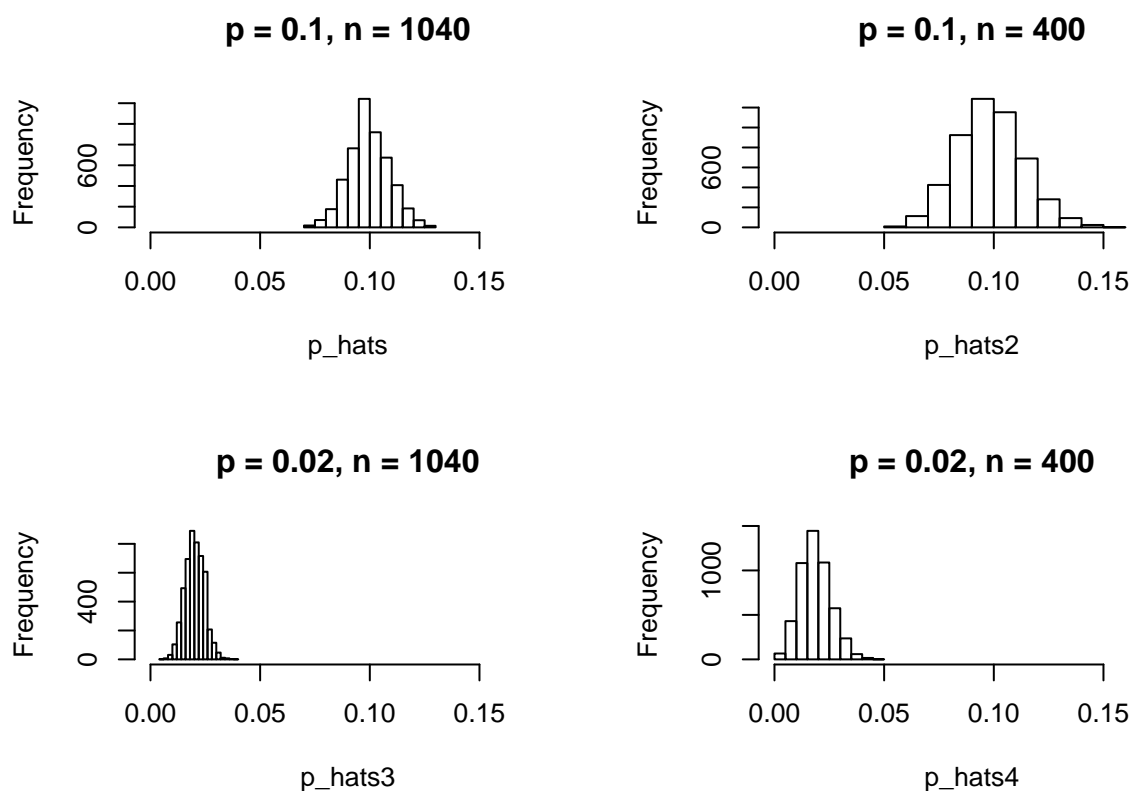 p = 0.1, n = 1040
Frequency
0 600
0.00 0.05 0.10 0.15
p_hats
p = 0.1, n = 400
Frequency
0 600
0.00 0.05 0.10 0.15
p_hats2
p = 0.02, n = 1040
Frequency
0 400
0.00 0.05 0.10 0.15
p_hats3
p = 0.02, n = 400
Frequency
0 1000
0.00 0.05 0.10 0.15
p_hats4